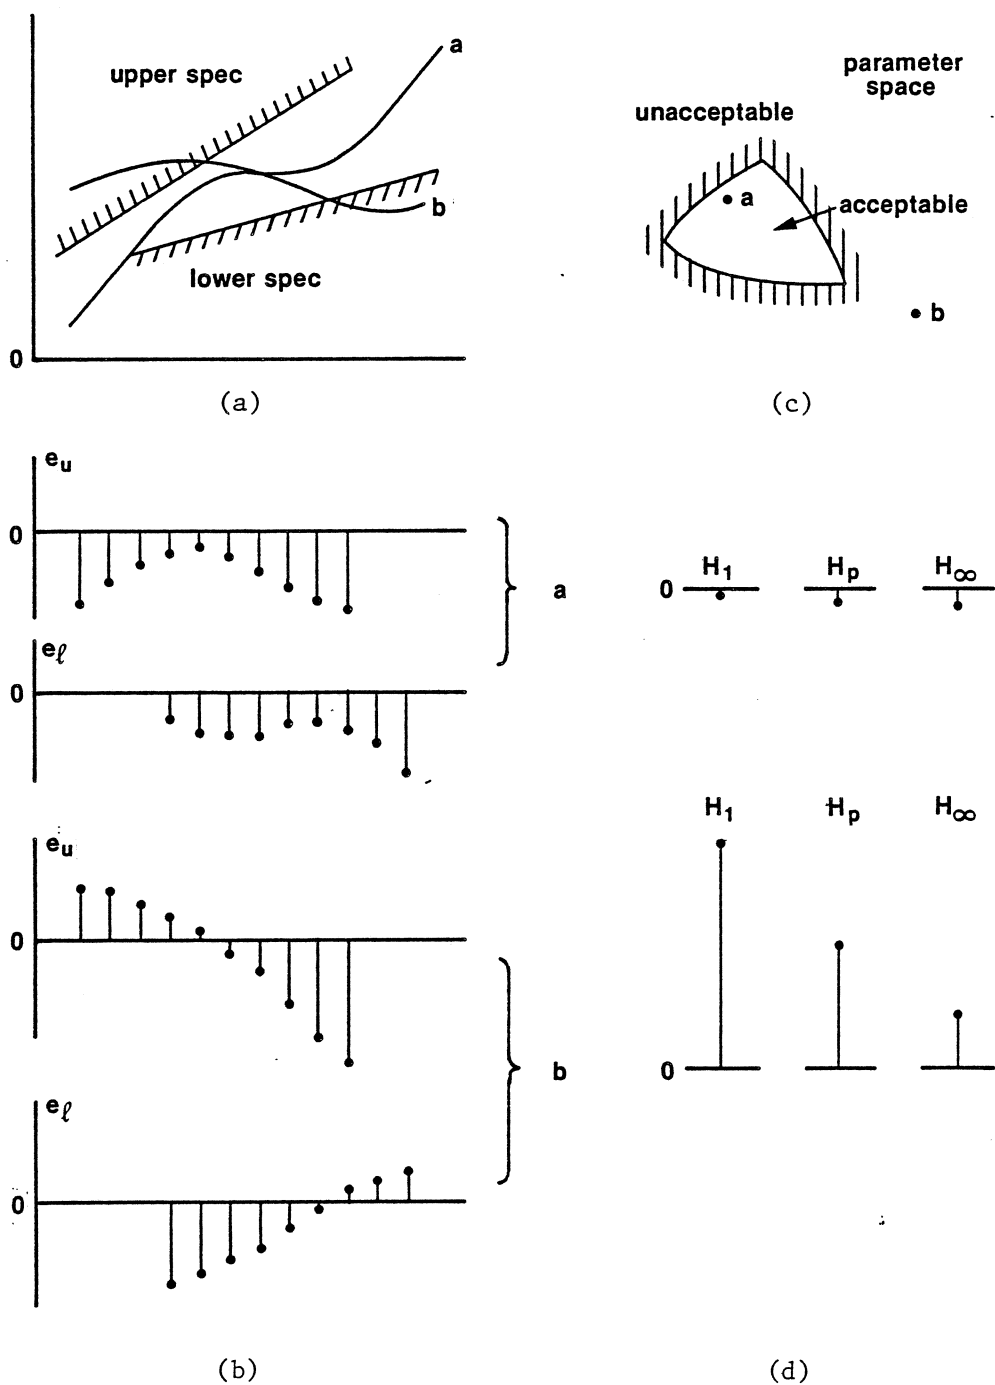 a
upper spec
b
lower spec
0
(a)
parameter
space
unacceptable
a
acceptable
b
(c)
eᵤ
0
eℓ
0
a
eᵤ
0
eℓ
0
b
(b)
H₁ Hₚ H∞
0
H₁ Hₚ H∞
0
(d)